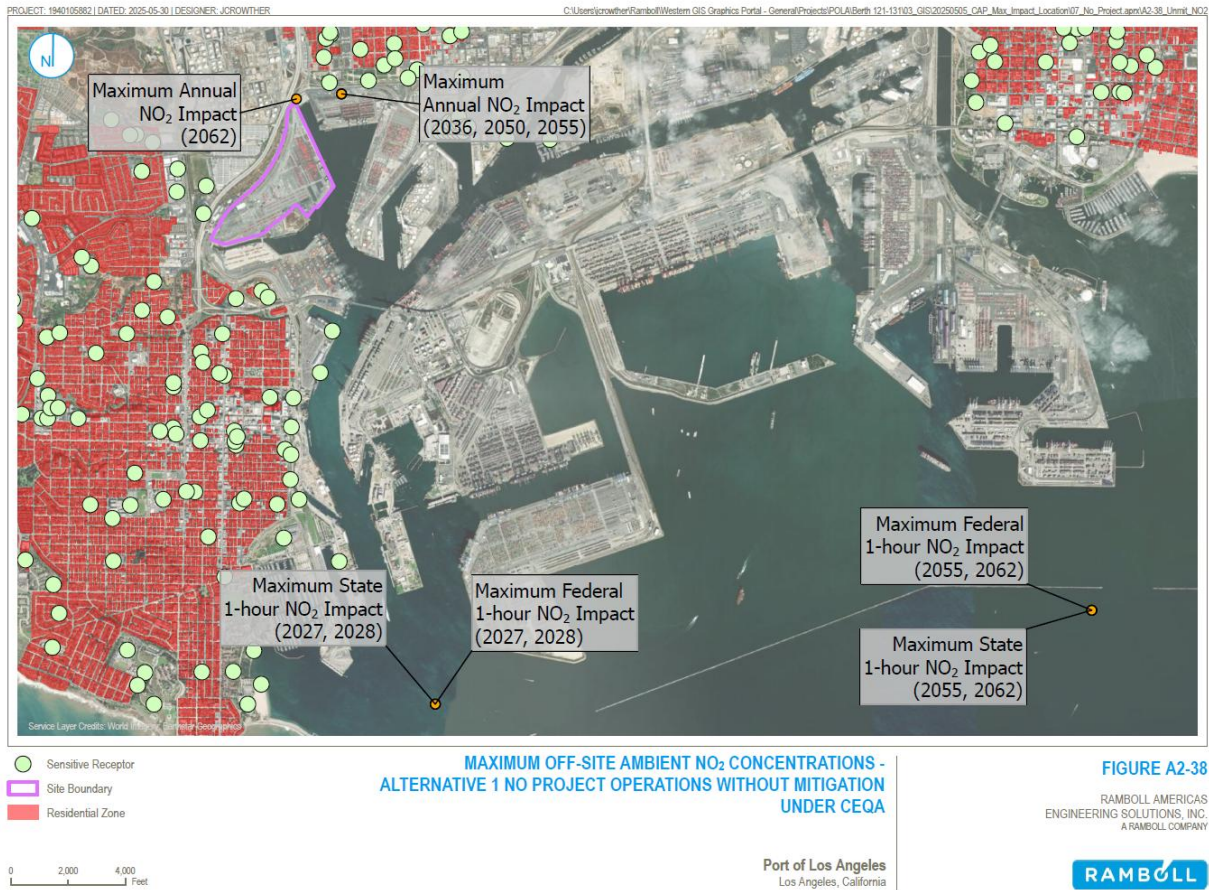 PROJECT: 1940105882 | DATED: 2025-05-30 | DESIGNER: JCROWTHER
C:\Users\jcrowther\Ramboll\Western GIS Graphics Portal - General\Projects\POLA\Berth 121-131\03_GIS\20250505_CAP_Max_Impact_Location\07_No_Project.aprx\A2-38_Unmit_NO2
N
Maximum Annual
NO₂ Impact
(2062)
Maximum
Annual NO₂ Impact
(2036, 2050, 2055)
Maximum State
1-hour NO₂ Impact
(2027, 2028)
Maximum Federal
1-hour NO₂ Impact
(2027, 2028)
Maximum Federal
1-hour NO₂ Impact
(2055, 2062)
Maximum State
1-hour NO₂ Impact
(2055, 2062)
Service Layer Credits: World
Sensitive Receptor
Site Boundary
Residential Zone
0 2,000 4,000
Feet
MAXIMUM OFF-SITE AMBIENT NO₂ CONCENTRATIONS -
ALTERNATIVE 1 NO PROJECT OPERATIONS WITHOUT MITIGATION
UNDER CEQA
Port of Los Angeles
Los Angeles, California
FIGURE A2-38
RAMBOLL AMERICAS
ENGINEERING SOLUTIONS, INC.
A RAMBOLL COMPANY
RAMBOLL